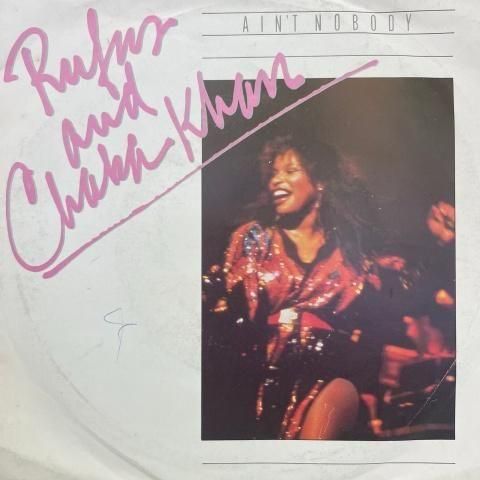 AIN'T NOBODY
Rufus
and
Chaka Khan